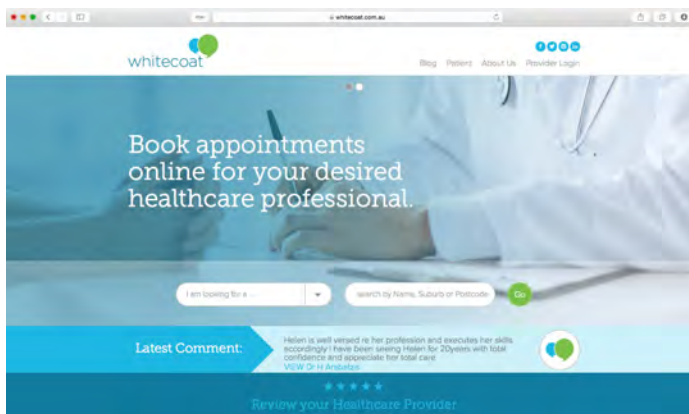 whitecoat.com.au
whitecoat
Blog Patient About Us Provider Login
Book appointments
online for your desired
healthcare professional.
I am looking for a ...
search by Name, Suburb or Postcode
Go
Latest Comment:
Helen is well versed re her profession and executes her skills
accordingly I have been seeing Helen for 20yeiers with total
confidence and appreciate her total care
VIEW Dr H
Review your Healthcare Provider